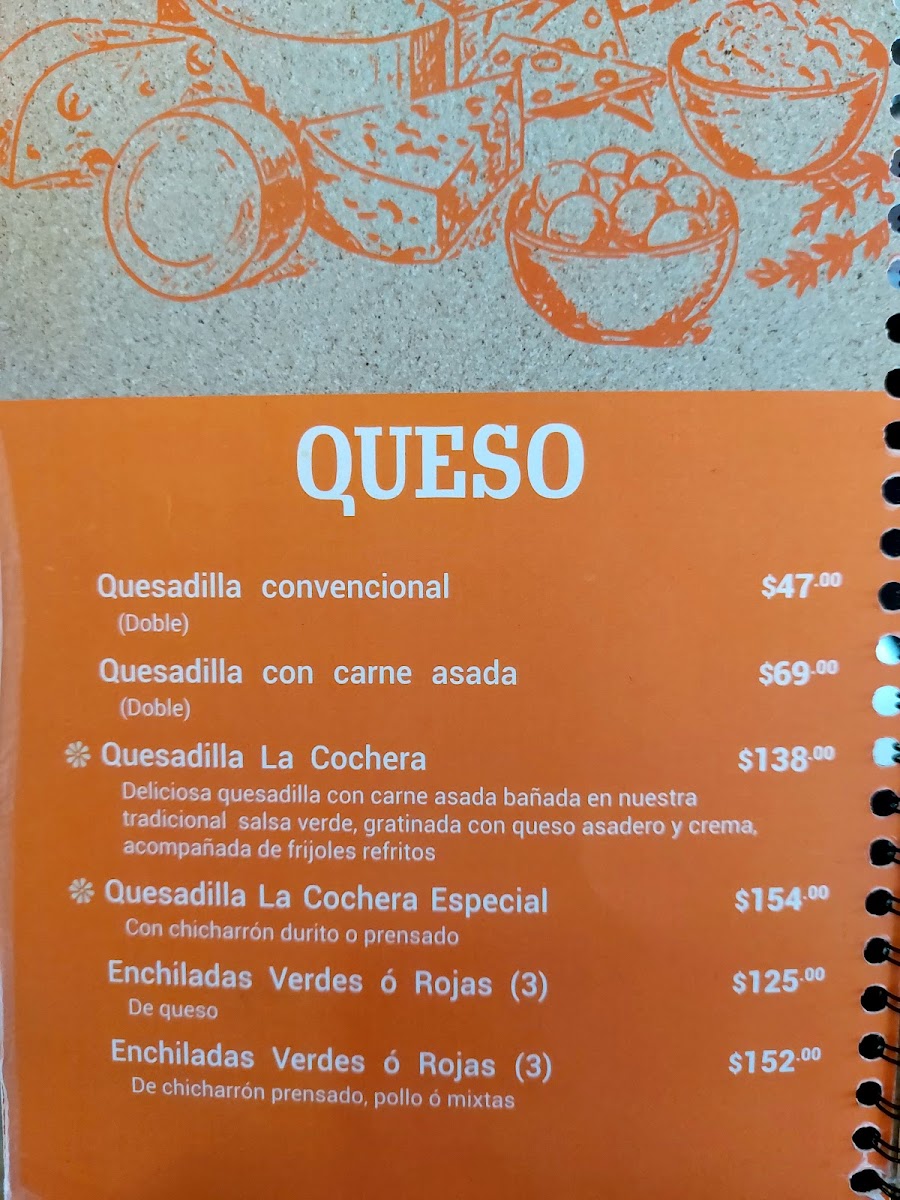 QUESO
Quesadilla convencional $47.00
(Doble)
Quesadilla con carne asada $69.00
(Doble)
Quesadilla La Cochera $138.00
Deliciosa quesadilla con carne asada bañada en nuestra
tradicional salsa verde, gratinada con queso asadero y crema,
acompañada de frijoles refritos
Quesadilla La Cochera Especial $154.00
Con chicharrón durito o prensado
Enchiladas Verdes ó Rojas (3) $125.00
De queso
Enchiladas Verdes ó Rojas (3) $152.00
De chicharrón prensado, pollo ó mixtas